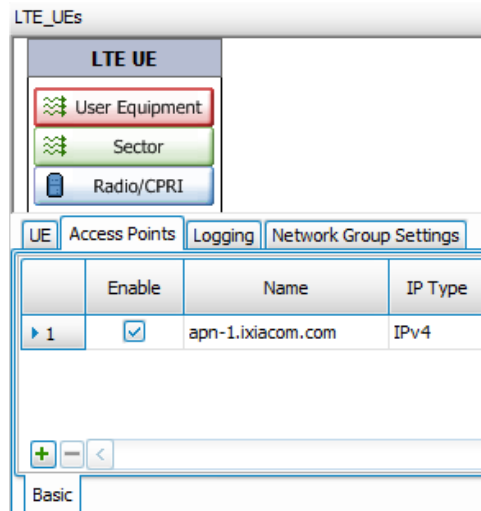 LTE_UEs
LTE UE
User Equipment
Sector
Radio/CPRI
UE Access Points Logging Network Group Settings
Enable Name IP Type
1 apn-1.ixiacom.com IPv4
Basic